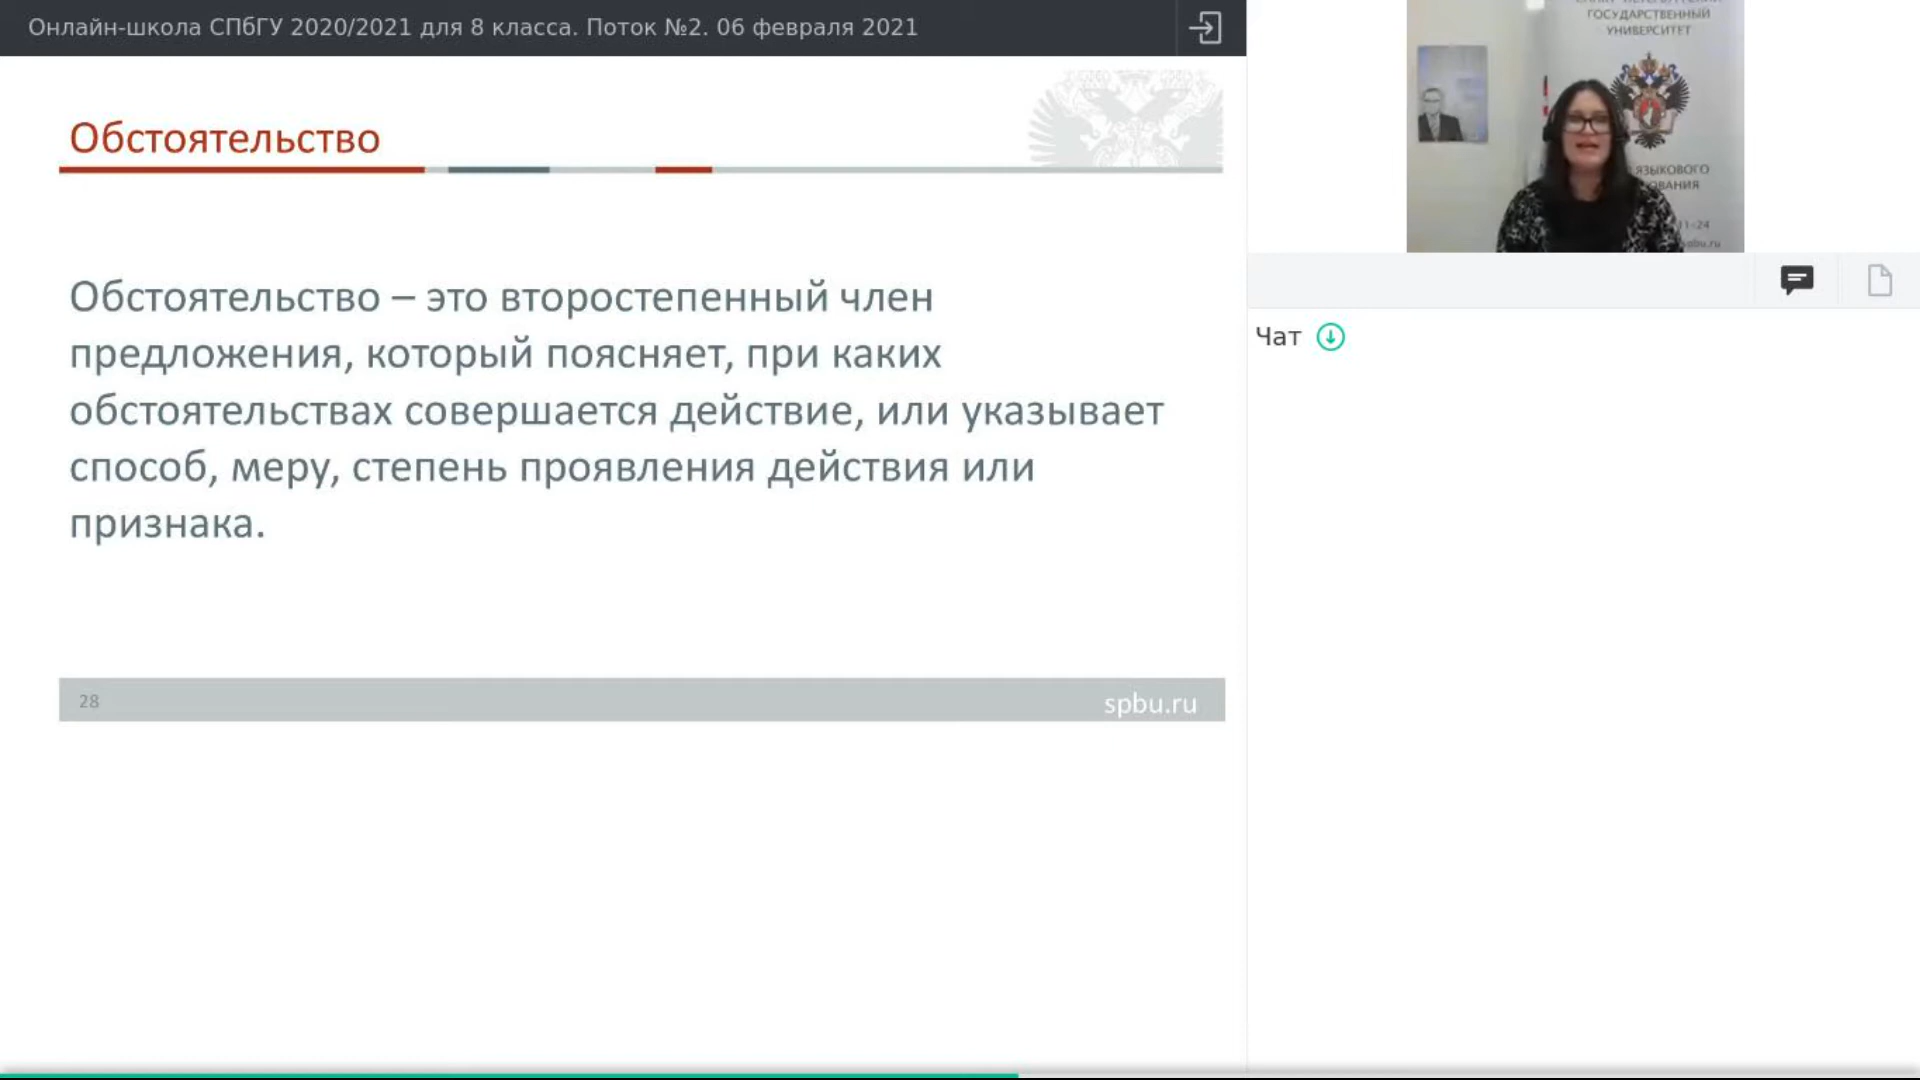 Онлайн-школа СПбГУ 2020/2021 для 8 класса. Поток №2. 06 февраля 2021
Обстоятельство
Обстоятельство – это второстепенный член
предложения, который поясняет, при каких
обстоятельствах совершается действие, или указывает
способ, меру, степень проявления действия или
признака.
28
spbu.ru
ГОСУДАРСТВЕННЫЙ
УНИВЕРСИТЕТ
ЯЗЫКОВОГО
Чат